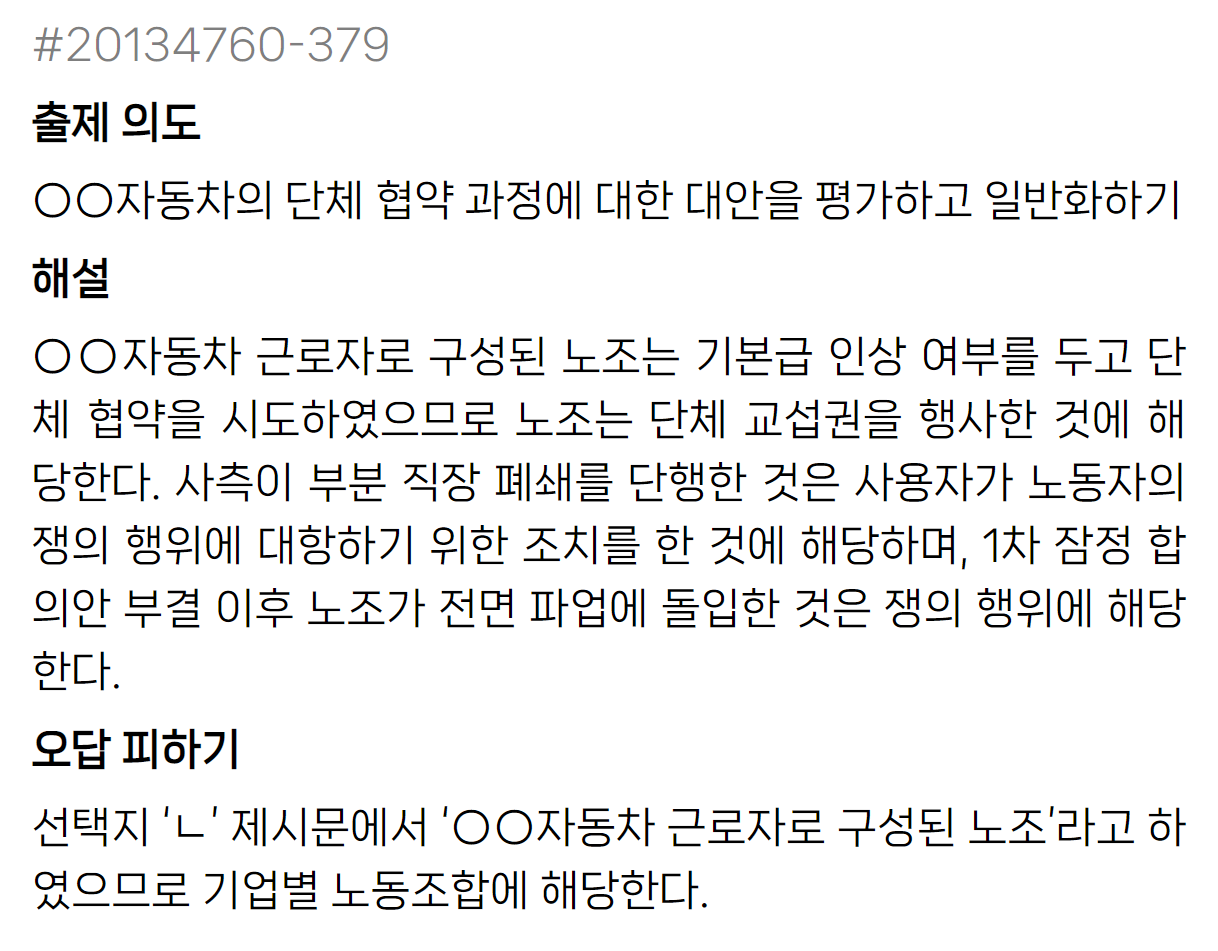 #20134760-379
출제 의도
○○자동차의 단체 협약 과정에 대한 대안을 평가하고 일반화하기
해설
○○자동차 근로자로 구성된 노조는 기본급 인상 여부를 두고 단
체 협약을 시도하였으므로 노조는 단체 교섭권을 행사한 것에 해
당한다. 사측이 부분 직장 폐쇄를 단행한 것은 사용자가 노동자의
쟁의 행위에 대항하기 위한 조치를 한 것에 해당하며, 1차 잠정 합
의안 부결 이후 노조가 전면 파업에 돌입한 것은 쟁의 행위에 해당
한다.
오답 피하기
선택지 ‘ㄴ’ 제시문에서 ‘○○자동차 근로자로 구성된 노조’라고 하
였으므로 기업별 노동조합에 해당한다.